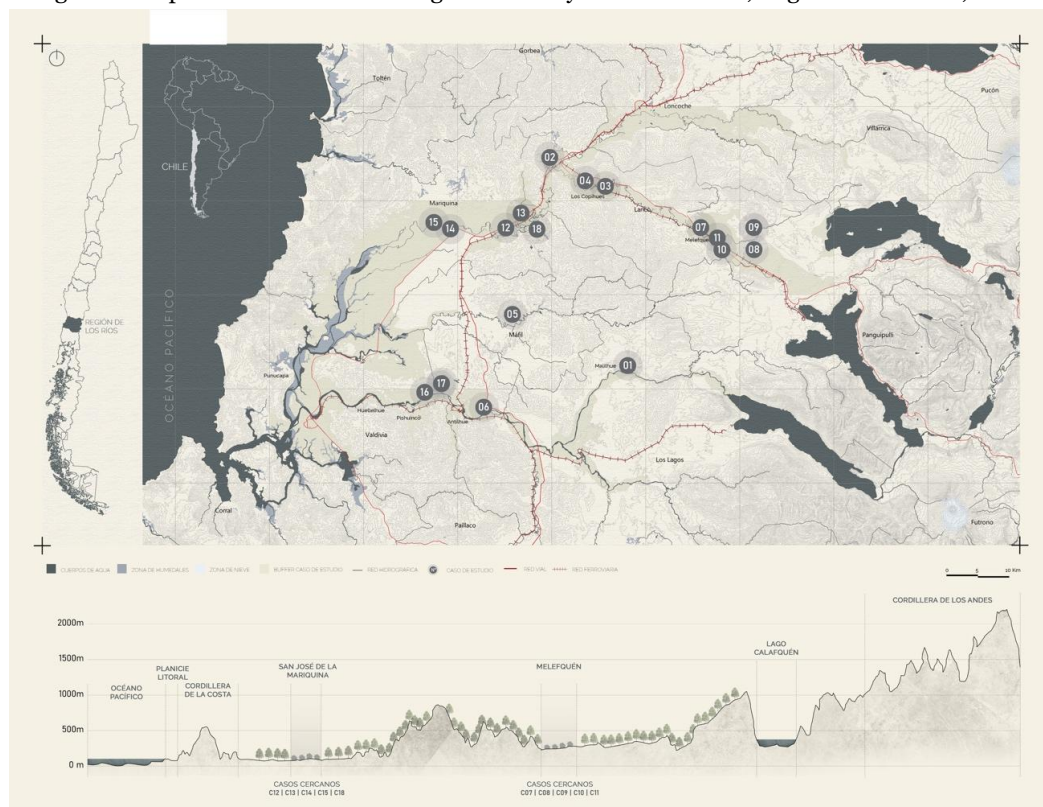 Gorbea
Toltén
Pucón
Loncoche
CHILE
Villarrica
02
04
03
Los Copihues
Mariquina
Lanco
13
15
14
12
18
07
09
11
10
08
OCÉANO PACÍFICO
REGIÓN DE
LOS RÍOS
05
Máfil
Panguipulli
01
Punucapa
17
16
06
Huellelhue
Pishuinco
Antilhue
Valdivia
Los Lagos
Corral
Paillaco
Futrono
CUERPOS DE AGUA
ZONA DE HUMEDALES
ZONA DE NIEVE
BUFFER CASO DE ESTUDIO
RED HIDROGRÁFICA
CASO DE ESTUDIO
RED VIAL
RED FERROVIARIA
0 5 10 Km
CORDILLERA DE LOS ANDES
2000m
LAGO
CALAFQUÉN
1500m
PLANICIE
LITORAL
SAN JOSÉ DE LA
MARIQUINA
MELEFQUÉN
OCÉANO
PACÍFICO
CORDILLERA
DE LA COSTA
1000m
500m
0 m
CASOS CERCANOS
C12 | C13 | C14 | C15 | C18
CASOS CERCANOS
C07 | C08 | C09 | C10 | C11